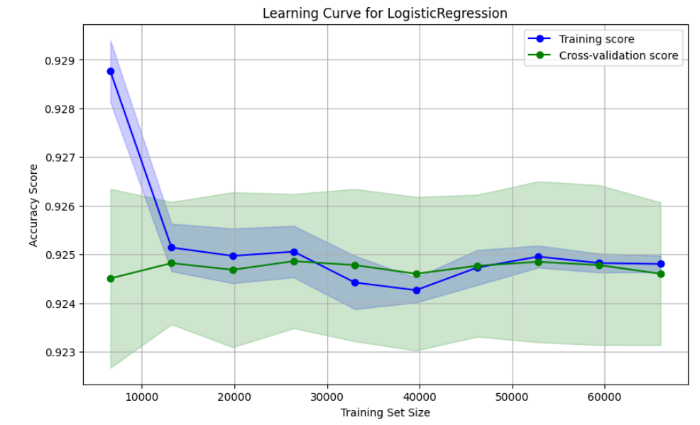 Learning Curve for LogisticRegression
Training score
Cross-validation score
0.929
0.928
0.927
0.926
0.925
0.924
0.923
Accuracy Score
10000 20000 30000 40000 50000 60000
Training Set Size